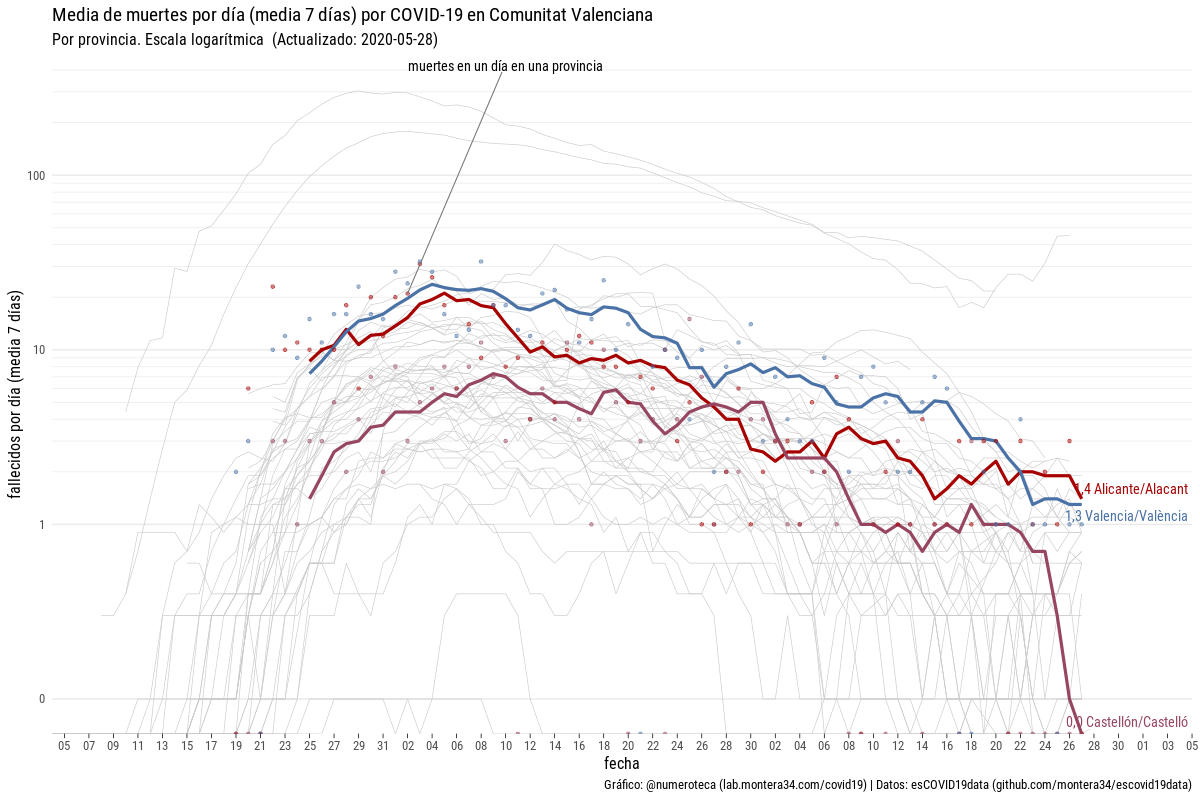 Media de muertes por día (media 7 días) por COVID-19 en Comunitat Valenciana
Por provincia. Escala logarítmica (Actualizado: 2020-05-28)
muertes en un día en una provincia
fallecidos por día (media 7 días)
100
10
1
0
1,4 Alicante/Alacant
1,3 Valencia/València
0,0 Castellón/Castelló
05 07 09 11 13 15 17 19 21 23 25 27 29 31 02 04 06 08 10 12 14 16 18 20 22 24 26 28 30 02 04 06 08 10 12 14 16 18 20 22 24 26 28 30 01 03 05
fecha
Gráfico: @numeroteca (lab.montera34.com/covid19) | Datos: esCOVID19data (github.com/montera34/escovid19data)